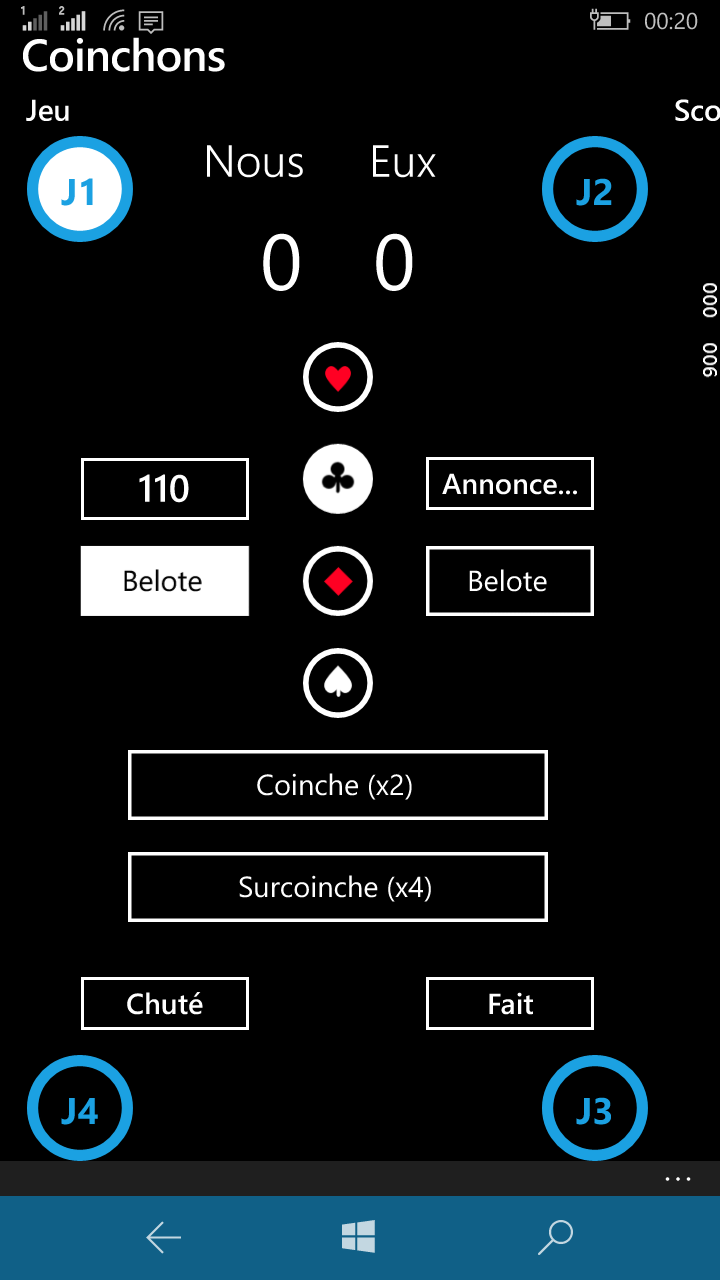 1 2 00:20
Coinchons
Jeu Sco
J1 Nous Eux J2
0 0
000
900
110 Annonce...
Belote Belote
Coinche (x2)
Surcoinche (x4)
Chuté Fait
J4 J3
...